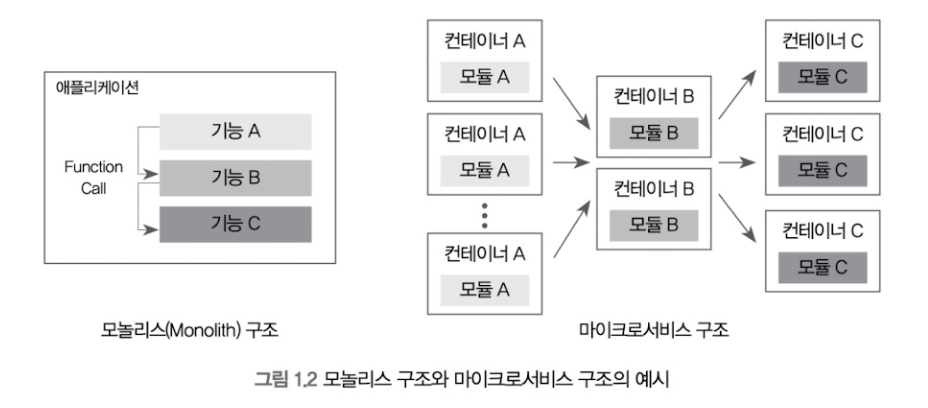 애플리케이션
기능 A
Function
Call
기능 B
기능 C
모놀리스(Monolith) 구조
컨테이너 A
모듈 A
컨테이너 A
모듈 A
컨테이너 A
모듈 A
컨테이너 B
모듈 B
컨테이너 B
모듈 B
컨테이너 C
모듈 C
컨테이너 C
모듈 C
컨테이너 C
모듈 C
마이크로서비스 구조
그림 1.2 모놀리스 구조와 마이크로서비스 구조의 예시